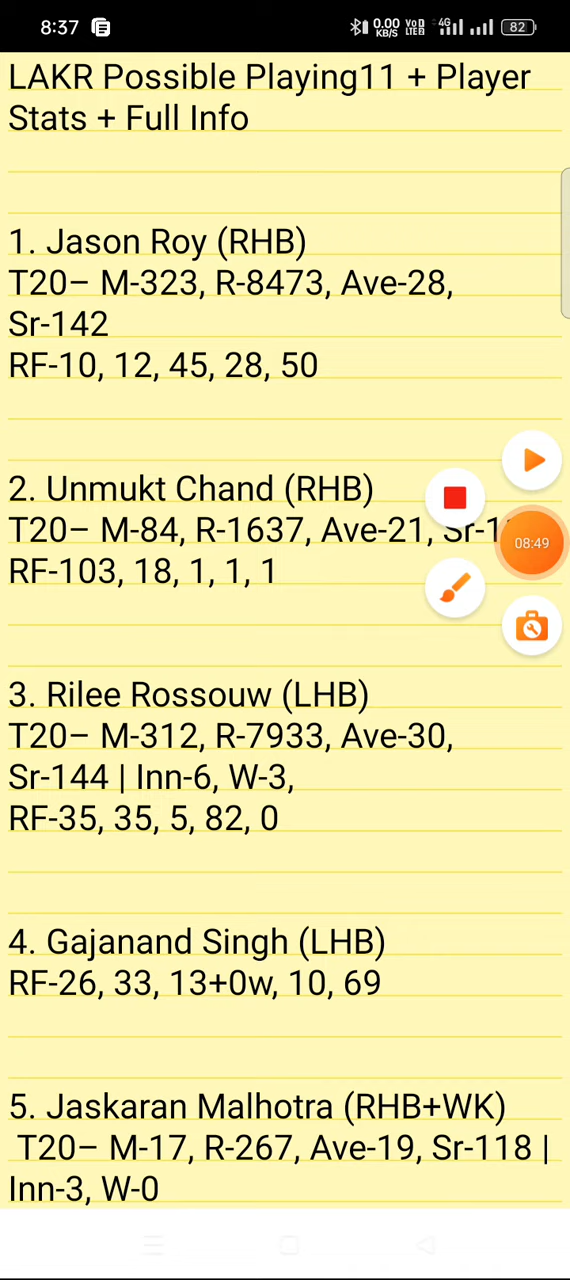 8:37
0.00 KB/S
4G
82
LAKR Possible Playing11 + Player
Stats + Full Info
1. Jason Roy (RHB)
T20– M-323, R-8473, Ave-28,
Sr-142
RF-10, 12, 45, 28, 50
2. Unmukt Chand (RHB)
T20– M-84, R-1637, Ave-21,
08:49
RF-103, 18, 1, 1, 1
3. Rilee Rossouw (LHB)
T20– M-312, R-7933, Ave-30,
Sr-144 | Inn-6, W-3,
RF-35, 35, 5, 82, 0
4. Gajanand Singh (LHB)
RF-26, 33, 13+0w, 10, 69
5. Jaskaran Malhotra (RHB+WK)
T20– M-17, R-267, Ave-19, Sr-118 |
Inn-3, W-0